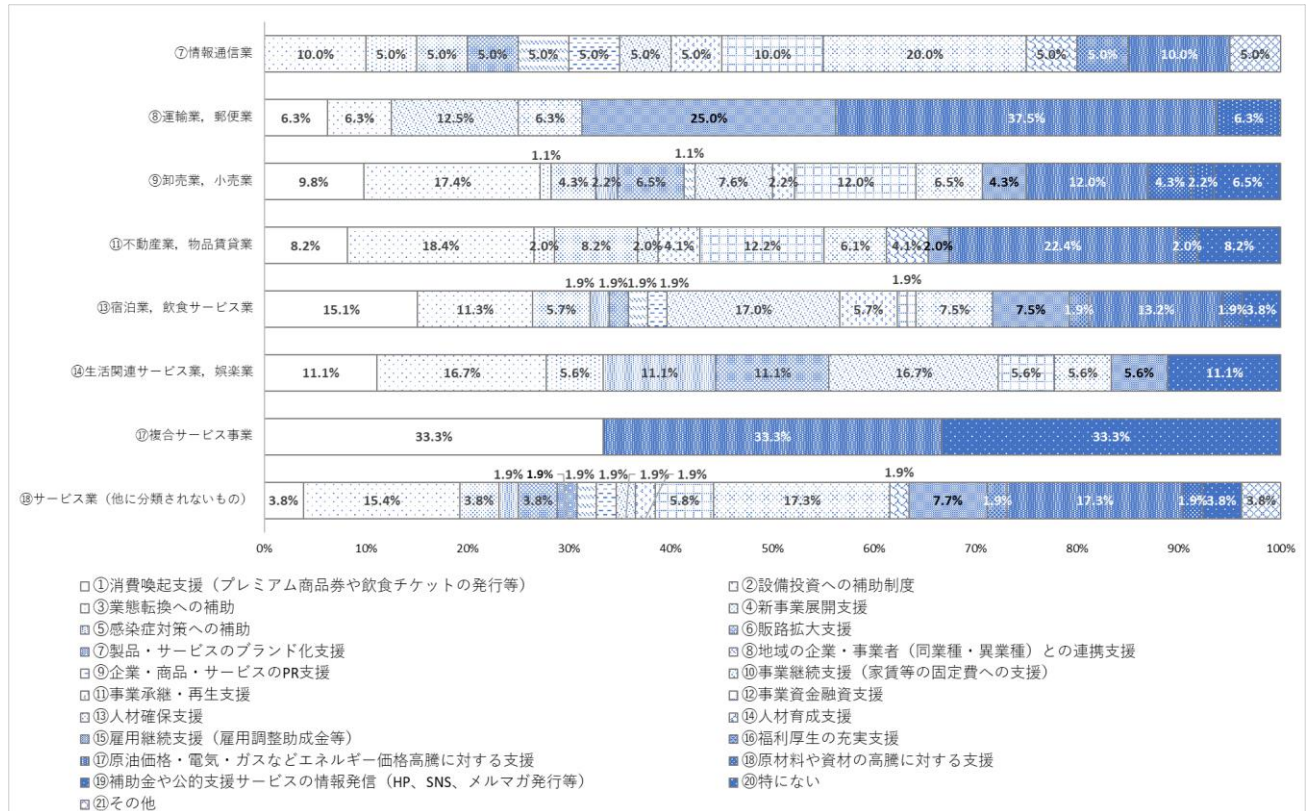 ⑦情報通信業
10.0% 5.0% 5.0% 5.0% 5.0% 5.0% 5.0% 5.0% 10.0% 20.0% 5.0% 5.0% 10.0% 5.0%
⑧運輸業，郵便業
6.3% 6.3% 12.5% 6.3% 25.0% 37.5% 6.3%
1.1% 1.1%
⑨卸売業，小売業
9.8% 17.4% 4.3% 2.2% 6.5% 7.6% 2.2% 12.0% 6.5% 4.3% 12.0% 4.3% 2.2% 6.5%
⑪不動産業，物品賃貸業
8.2% 18.4% 2.0% 8.2% 2.0% 4.1% 12.2% 6.1% 4.1% 2.0% 22.4% 2.0% 8.2%
1.9% 1.9% 1.9% 1.9% 1.9%
⑬宿泊業，飲食サービス業
15.1% 11.3% 5.7% 17.0% 5.7% 7.5% 7.5% 1.9% 13.2% 1.9% 3.8%
⑭生活関連サービス業，娯楽業
11.1% 16.7% 5.6% 11.1% 11.1% 16.7% 5.6% 5.6% 5.6% 11.1%
⑰複合サービス事業
33.3% 33.3% 33.3%
1.9% 1.9% 1.9% 1.9% 1.9% 1.9% 1.9%
⑱サービス業（他に分類されないもの）
3.8% 15.4% 3.8% 3.8% 5.8% 17.3% 7.7% 1.9% 17.3% 1.9% 3.8% 3.8%
0% 10% 20% 30% 40% 50% 60% 70% 80% 90% 100%
①消費喚起支援（プレミアム商品券や飲食チケットの発行等）
②設備投資への補助制度
③業態転換への補助
④新事業展開支援
⑤感染症対策への補助
⑥販路拡大支援
⑦製品・サービスのブランド化支援
⑧地域の企業・事業者（同業種・異業種）との連携支援
⑨企業・商品・サービスのPR支援
⑩事業継続支援（家賃等の固定費への支援）
⑪事業承継・再生支援
⑫事業資金融資支援
⑬人材確保支援
⑭人材育成支援
⑮雇用継続支援（雇用調整助成金等）
⑯福利厚生の充実支援
⑰原油価格・電気・ガスなどエネルギー価格高騰に対する支援
⑱原材料や資材の高騰に対する支援
⑲補助金や公的支援サービスの情報発信（HP、SNS、メルマガ発行等）
⑳特にない
㉑その他